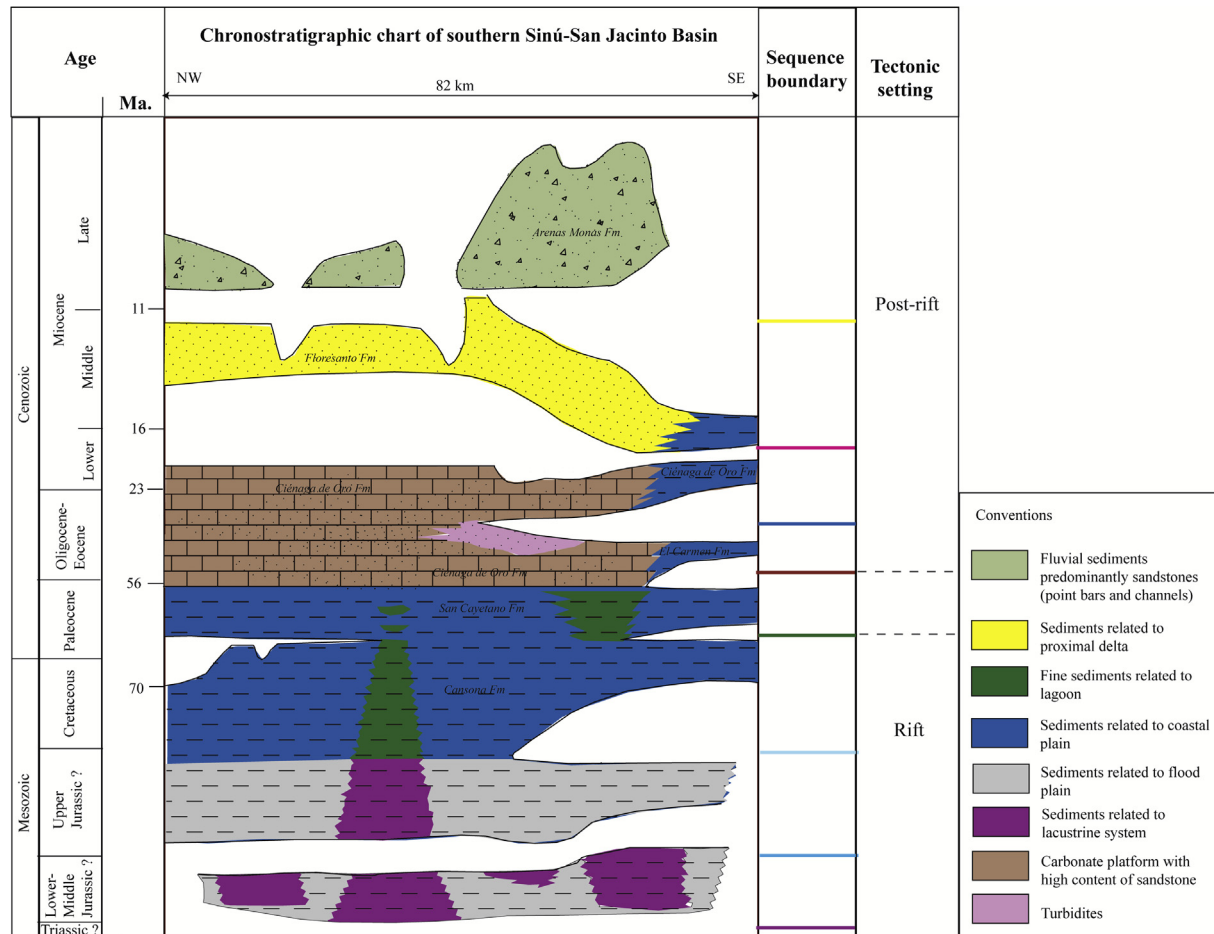 Chronostratigraphic chart of southern Sinú-San Jacinto Basin
Age
Ma.
NW
82 km
SE
Sequence
boundary
Tectonic
setting
Cenozoic
Mesozoic
Miocene
Late
Middle
Lower
Oligocene-
Eocene
Paleocene
Cretaceous
Upper
Jurassic ?
Lower-
Middle
Jurassic ?
Triassic ?
11
16
23
56
70
Arenas Monas Fm
Floresanto Fm
Ciénaga de Oro Fm
Ciénaga de Oro Fm
El Carmen Fm
Ciénaga de Oro Fm
San Cayetano Fm
Cansona Fm
Post-rift
Rift
Conventions
Fluvial sediments
predominantly sandstones
(point bars and channels)
Sediments related to
proximal delta
Fine sediments related to
lagoon
Sediments related to coastal
plain
Sediments related to flood
plain
Sediments related to
lacustrine system
Carbonate platform with
high content of sandstone
Turbidites